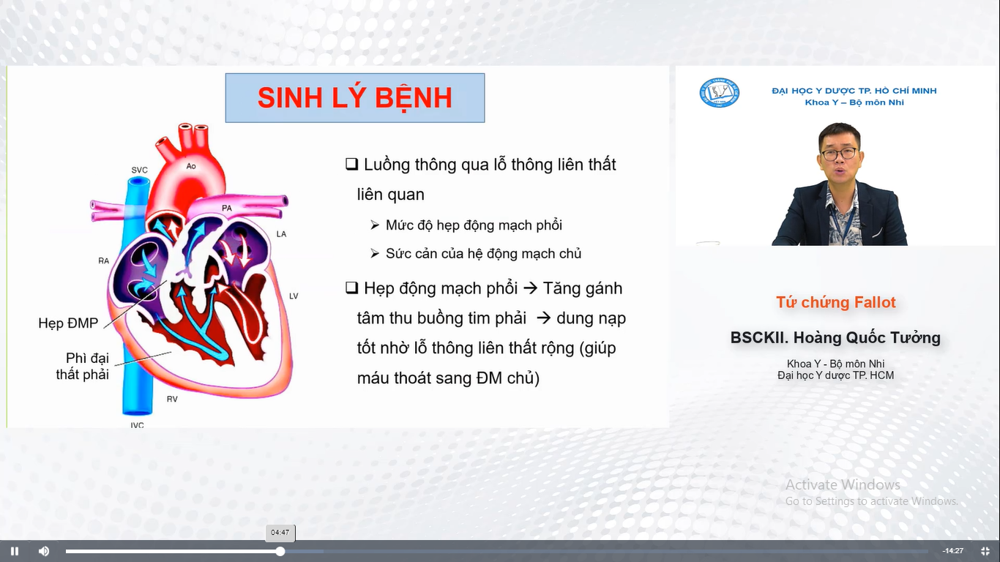 SINH LÝ BỆNH
SVC
Ao
PA
LA
RA
LV
Hẹp ĐMP
Phì đại
thất phải
RV
IVC
❑ Luồng thông qua lỗ thông liên thất
liên quan
➢ Mức độ hẹp động mạch phổi
➢ Sức cản của hệ động mạch chủ
❑ Hẹp động mạch phổi → Tăng gánh
tâm thu buồng tim phải → dung nạp
tốt nhờ lỗ thông liên thất rộng (giúp
máu thoát sang ĐM chủ)
ĐẠI HỌC Y DƯỢC TP. HỒ CHÍ MINH
Khoa Y – Bộ môn Nhi
Tứ chứng Fallot
BSCKII. Hoàng Quốc Tưởng
Khoa Y - Bộ môn Nhi
Đại học Y dược TP. HCM
Activate Windows
Go to Settings to activate Windows.
04:47
-14:27